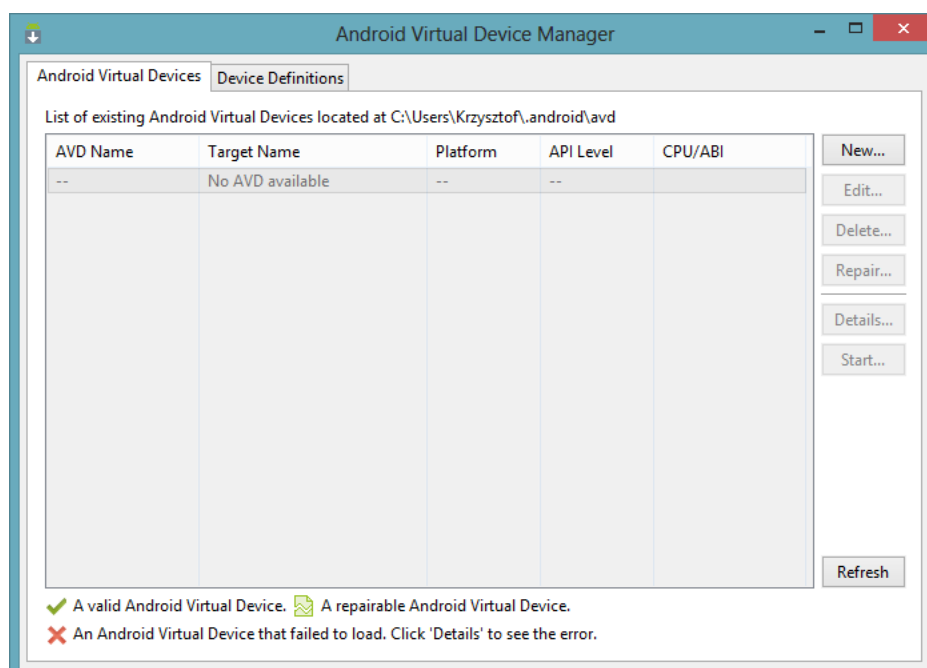 Android Virtual Device Manager
Android Virtual Devices Device Definitions
List of existing Android Virtual Devices located at C:\Users\Krzysztof\.android\avd
AVD Name Target Name Platform API Level CPU/ABI
-- No AVD available -- --
New...
Edit...
Delete...
Repair...
Details...
Start...
Refresh
A valid Android Virtual Device. A repairable Android Virtual Device.
An Android Virtual Device that failed to load. Click 'Details' to see the error.